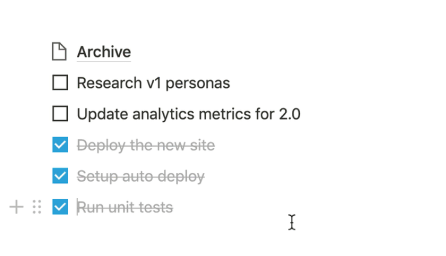 Archive
Research v1 personas
Update analytics metrics for 2.0
Deploy the new site
Setup auto deploy
Run unit tests